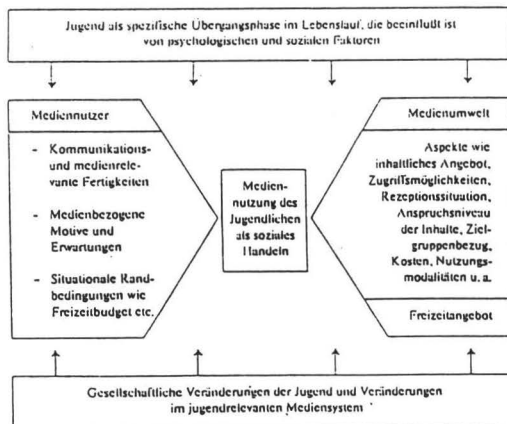 Jugend als spezifische Übergangsphase im Lebenslauf, die beeinflußt ist
von psychologischen und sozialen Faktoren
Mediennutzer
- Kommunikations-
und medienrele-
vante Fertigkeiten
- Medienbezogene
Motive und
Erwartungen
- Situationale Rand-
bedingungen wie
Freizeitbudget etc.
Medien-
nutzung des
Jugendlichen
als soziales
Handeln
Medienumwelt
Aspekte wie
inhaltliches Angebot,
Zugriffsmöglichkeiten,
Rezeptionssituation,
Anspruchsniveau
der Inhalte, Ziel-
gruppenbezug,
Kosten, Nutzungs-
modalitäten u. a.
Freizeitangebot
Gesellschaftliche Veränderungen der Jugend und Veränderungen
im jugendrelevanten Mediensystem